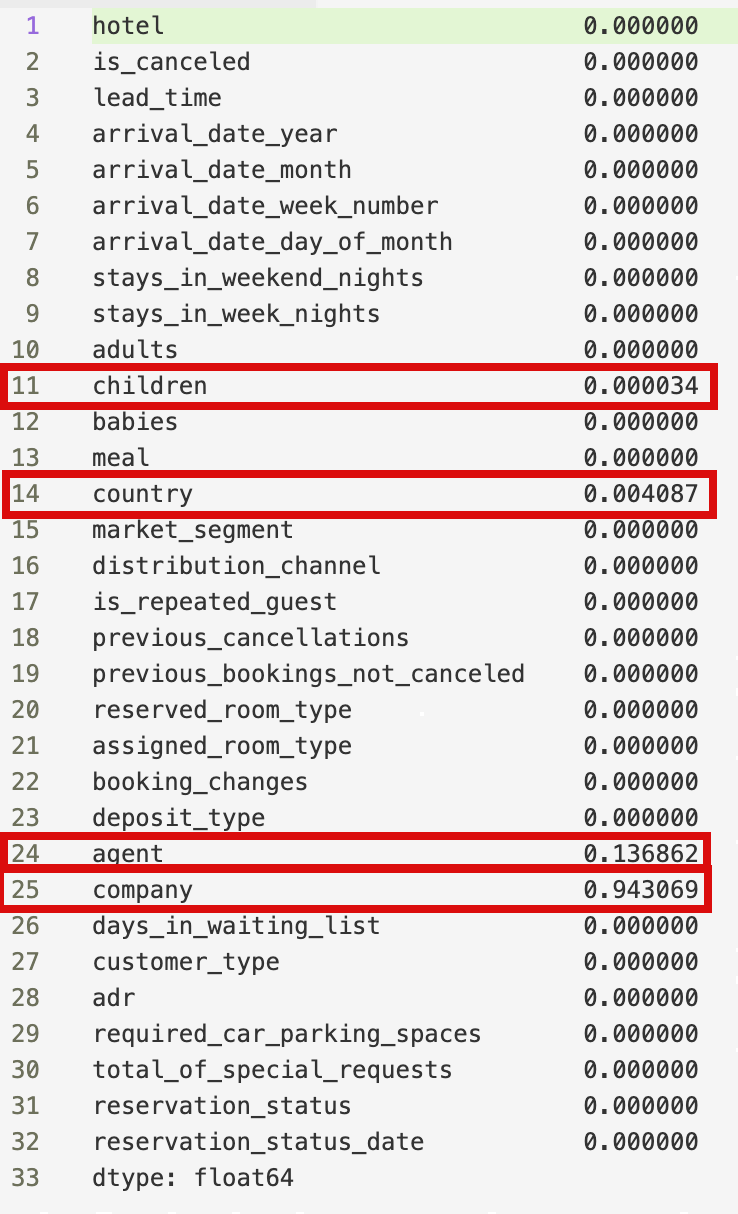 1 hotel 0.000000
2 is_canceled 0.000000
3 lead_time 0.000000
4 arrival_date_year 0.000000
5 arrival_date_month 0.000000
6 arrival_date_week_number 0.000000
7 arrival_date_day_of_month 0.000000
8 stays_in_weekend_nights 0.000000
9 stays_in_week_nights 0.000000
10 adults 0.000000
11 children 0.000034
12 babies 0.000000
13 meal 0.000000
14 country 0.004087
15 market_segment 0.000000
16 distribution_channel 0.000000
17 is_repeated_guest 0.000000
18 previous_cancellations 0.000000
19 previous_bookings_not_canceled 0.000000
20 reserved_room_type 0.000000
21 assigned_room_type 0.000000
22 booking_changes 0.000000
23 deposit_type 0.000000
24 agent 0.136862
25 company 0.943069
26 days_in_waiting_list 0.000000
27 customer_type 0.000000
28 adr 0.000000
29 required_car_parking_spaces 0.000000
30 total_of_special_requests 0.000000
31 reservation_status 0.000000
32 reservation_status_date 0.000000
33 dtype: float64